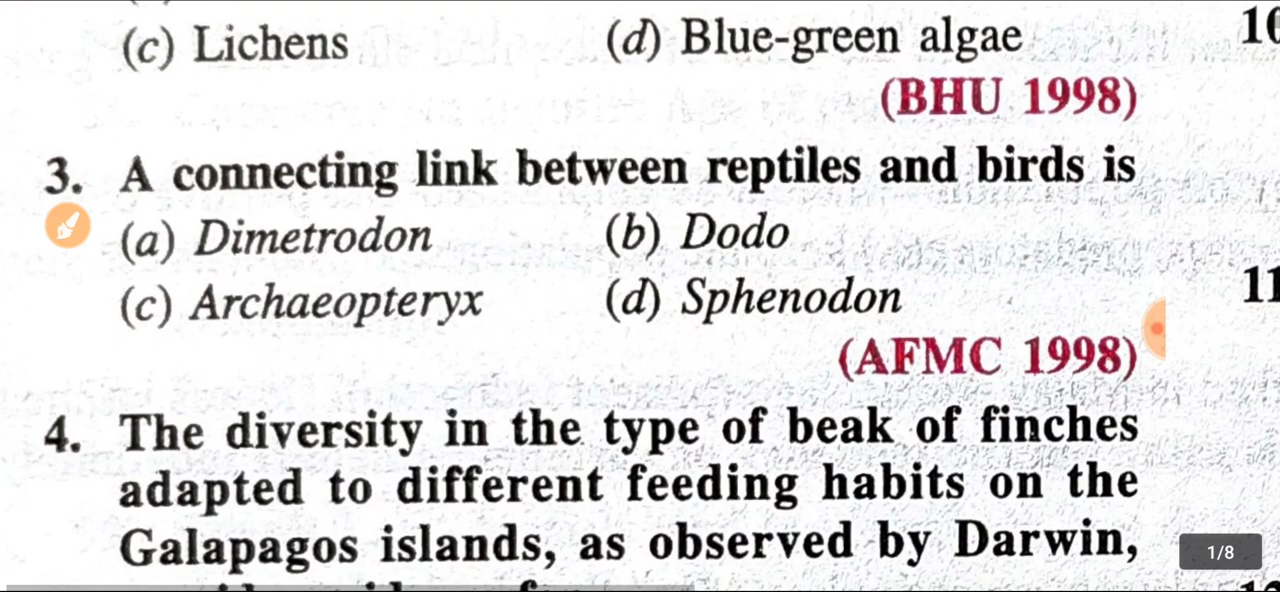 (c) Lichens (d) Blue-green algae
(BHU 1998)
3. A connecting link between reptiles and birds is
(a) Dimetrodon (b) Dodo
(c) Archaeopteryx (d) Sphenodon
(AFMC 1998)
4. The diversity in the type of beak of finches
adapted to different feeding habits on the
Galapagos islands, as observed by Darwin,
11
1/8